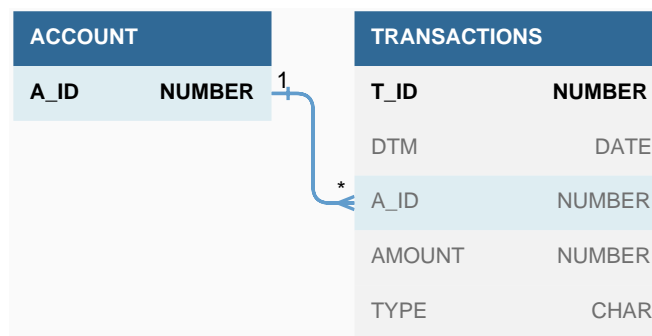 ACCOUNT
A_ID NUMBER
1
*
TRANSACTIONS
T_ID NUMBER
DTM DATE
A_ID NUMBER
AMOUNT NUMBER
TYPE CHAR